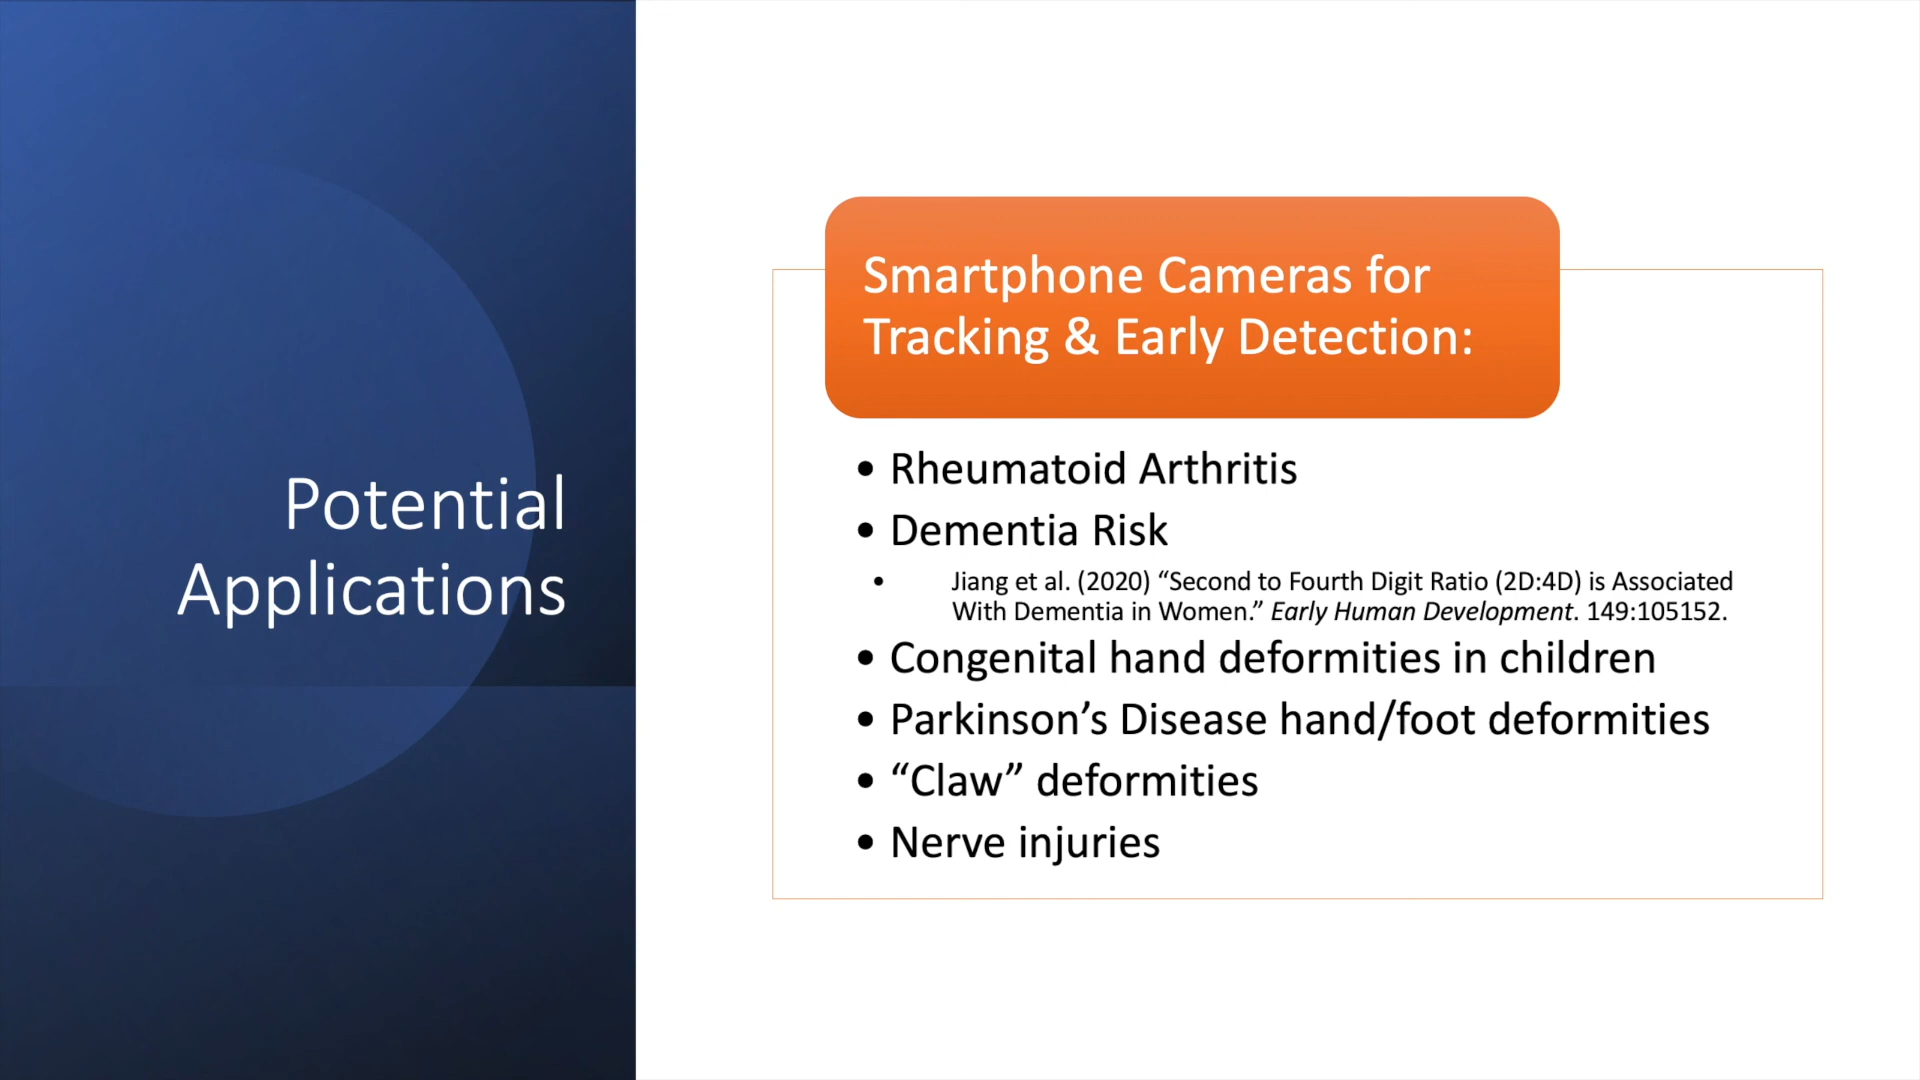 Potential
Applications
Smartphone Cameras for
Tracking & Early Detection:
• Rheumatoid Arthritis
• Dementia Risk
• Jiang et al. (2020) “Second to Fourth Digit Ratio (2D:4D) is Associated
With Dementia in Women.” Early Human Development. 149:105152.
• Congenital hand deformities in children
• Parkinson’s Disease hand/foot deformities
• “Claw” deformities
• Nerve injuries